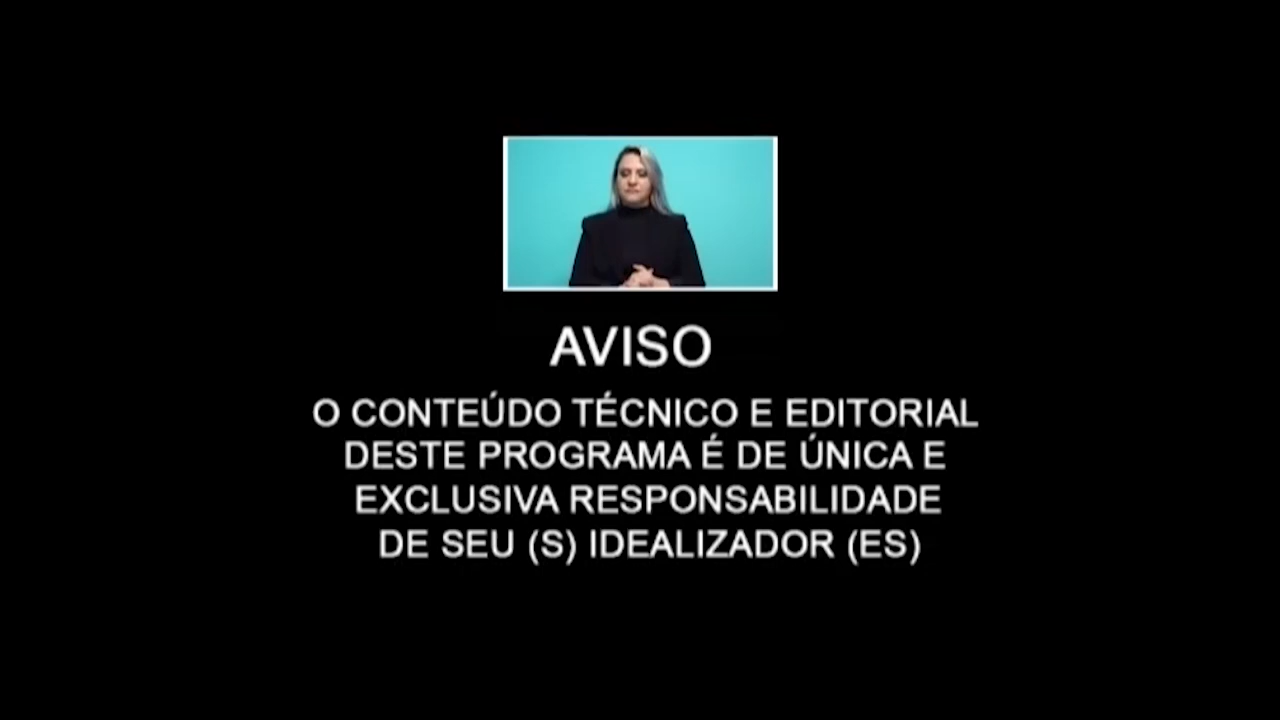 AVISO
O CONTEÚDO TÉCNICO E EDITORIAL
DESTE PROGRAMA É DE ÚNICA E
EXCLUSIVA RESPONSABILIDADE
DE SEU (S) IDEALIZADOR (ES)